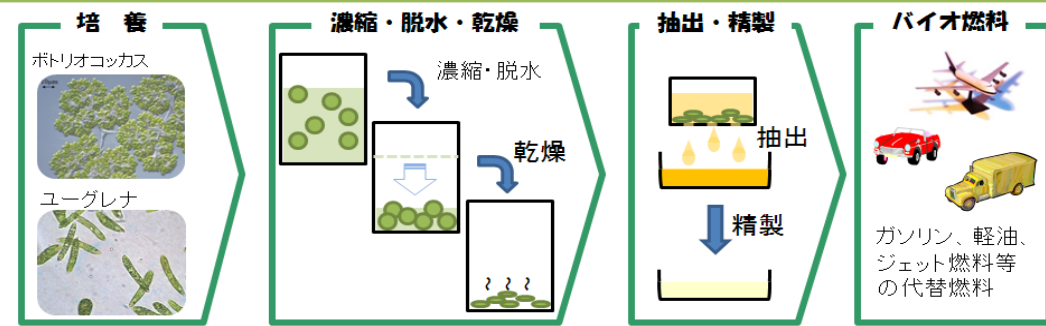 培 養
ボトリオコッカス
ユーグレナ
濃縮・脱水・乾燥
濃縮・脱水
乾燥
抽出・精製
抽出
精製
バイオ燃料
ガソリン、軽油、
ジェット燃料等
の代替燃料